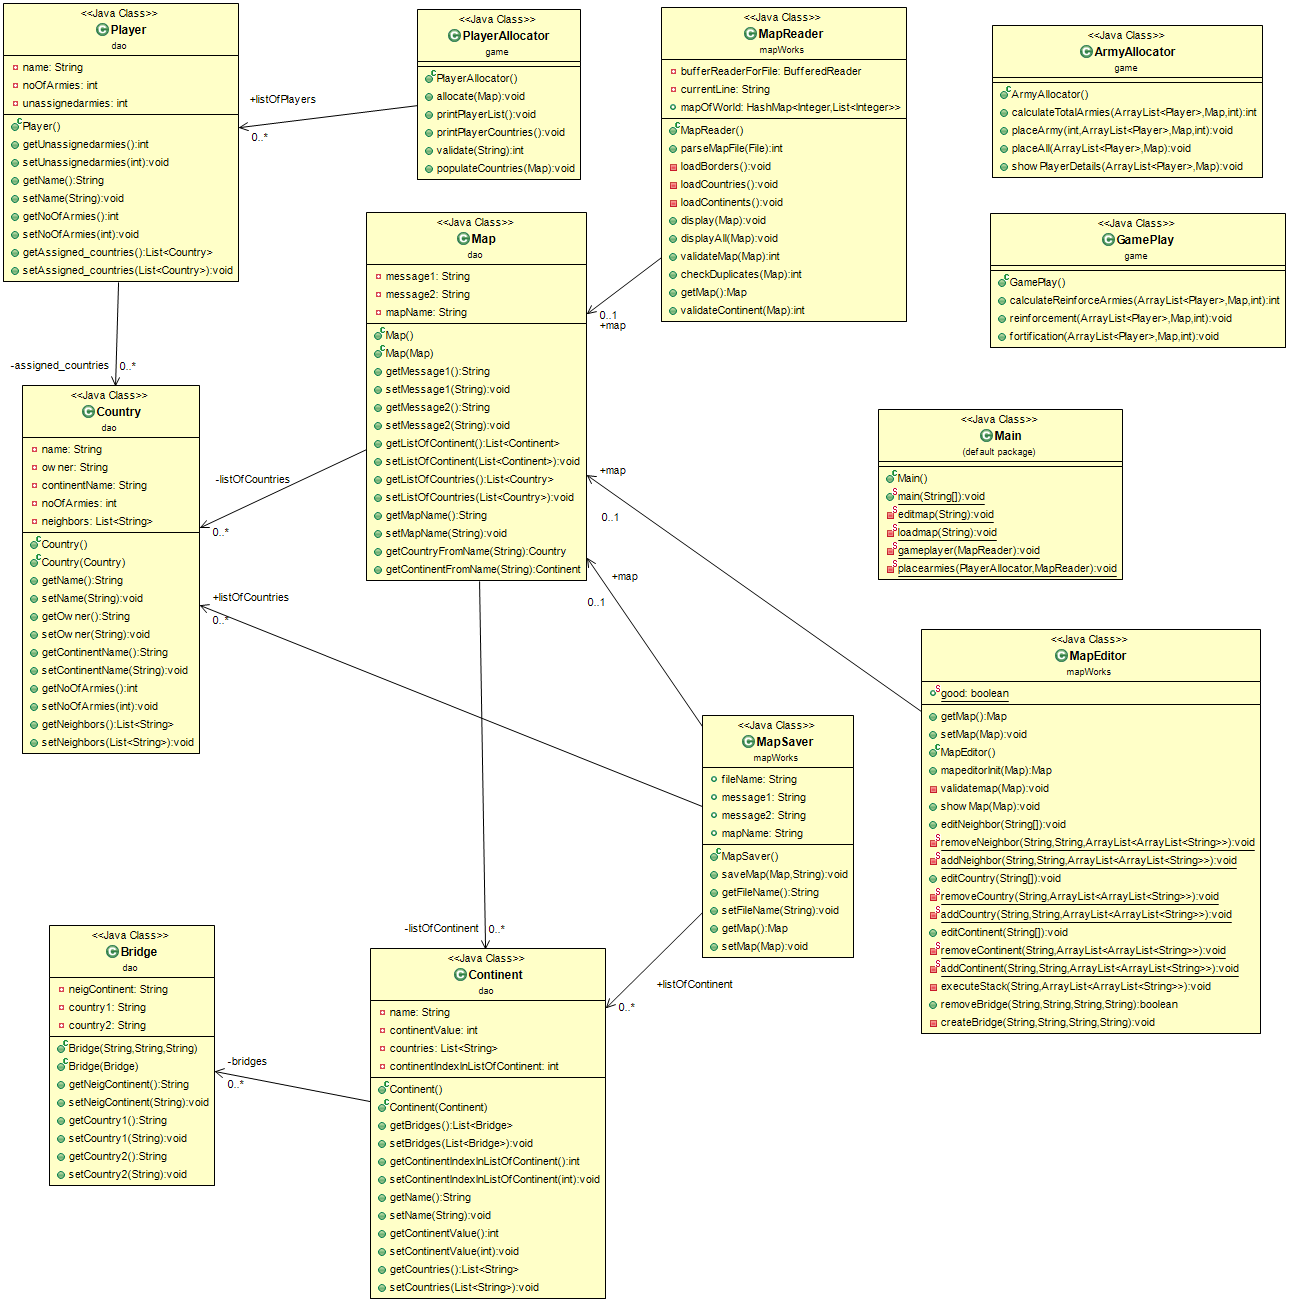 <<Java Class>>
Player
dao
name: String
noOfArmies: int
unassignedarmies: int
Player()
getUnassignedarmies():int
setUnassignedarmies(int):void
getName():String
setName(String):void
getNoOfArmies():int
setNoOfArmies(int):void
getAssigned_countries():List<Country>
setAssigned_countries(List<Country>):void
+listOfPlayers
0..*
<<Java Class>>
PlayerAllocator
game
PlayerAllocator()
allocate(Map):void
printPlayerList():void
printPlayerCountries():void
validate(String):int
populateCountries(Map):void
<<Java Class>>
MapReader
mapWorks
bufferReaderForFile: BufferedReader
currentLine: String
mapOfWorld: HashMap<Integer,List<Integer>>
MapReader()
parseMapFile(File):int
loadBorders():void
loadCountries():void
loadContinents():void
display(Map):void
displayAll(Map):void
validateMap(Map):int
checkDuplicates(Map):int
getMap():Map
validateContinent(Map):int
<<Java Class>>
ArmyAllocator
game
ArmyAllocator()
calculateTotalArmies(ArrayList<Player>,Map,int):int
placeArmy(int,ArrayList<Player>,Map,int):void
placeAll(ArrayList<Player>,Map):void
showPlayerDetails(ArrayList<Player>,Map):void
<<Java Class>>
GamePlay
game
GamePlay()
calculateReinforceArmies(ArrayList<Player>,Map,int):int
reinforcement(ArrayList<Player>,Map,int):void
fortification(ArrayList<Player>,Map,int):void
<<Java Class>>
Map
dao
message1: String
message2: String
mapName: String
Map()
Map(Map)
getMessage1():String
setMessage1(String):void
getMessage2():String
setMessage2(String):void
getListOfContinent():List<Continent>
setListOfContinent(List<Continent>):void
getListOfCountries():List<Country>
setListOfCountries(List<Country>):void
getMapName():String
setMapName(String):void
getCountryFromName(String):Country
getContinentFromName(String):Continent
0..1
+map
-assigned_countries
0..*
<<Java Class>>
Country
dao
name: String
owner: String
continentName: String
noOfArmies: int
neighbors: List<String>
Country()
Country(Country)
getName():String
setName(String):void
getOwner():String
setOwner(String):void
getContinentName():String
setContinentName(String):void
getNoOfArmies():int
setNoOfArmies(int):void
getNeighbors():List<String>
setNeighbors(List<String>):void
-listOfCountries
0..*
+listOfCountries
0..*
+map
0..1
+map
0..1
<<Java Class>>
Main
(default package)
Main()
main(String[]):void
editmap(String):void
loadmap(String):void
gameplayer(MapReader):void
placearmies(PlayerAllocator,MapReader):void
<<Java Class>>
MapEditor
mapWorks
good: boolean
getMap():Map
setMap(Map):void
MapEditor()
mapeditorInit(Map):Map
validatemap(Map):void
showMap(Map):void
editNeighbor(String[]):void
removeNeighbor(String,String,ArrayList<ArrayList<String>>):void
addNeighbor(String,String,ArrayList<ArrayList<String>>):void
editCountry(String[]):void
removeCountry(String,ArrayList<ArrayList<String>>):void
addCountry(String,String,ArrayList<ArrayList<String>>):void
editContinent(String[]):void
removeContinent(String,ArrayList<ArrayList<String>>):void
addContinent(String,String,ArrayList<ArrayList<String>>):void
executeStack(String,ArrayList<ArrayList<String>>):void
removeBridge(String,String,String,String):boolean
createBridge(String,String,String,String):void
<<Java Class>>
MapSaver
mapWorks
fileName: String
message1: String
message2: String
mapName: String
MapSaver()
saveMap(Map,String):void
getFileName():String
setFileName(String):void
getMap():Map
setMap(Map):void
-listOfContinent
0..*
+listOfContinent
0..*
<<Java Class>>
Bridge
dao
neigContinent: String
country1: String
country2: String
Bridge(String,String,String)
Bridge(Bridge)
getNeigContinent():String
setNeigContinent(String):void
getCountry1():String
setCountry1(String):void
getCountry2():String
setCountry2(String):void
-bridges
0..*
<<Java Class>>
Continent
dao
name: String
continentValue: int
countries: List<String>
continentIndexInListOfContinent: int
Continent()
Continent(Continent)
getBridges():List<Bridge>
setBridges(List<Bridge>):void
getContinentIndexInListOfContinent():int
setContinentIndexInListOfContinent(int):void
getName():String
setName(String):void
getContinentValue():int
setContinentValue(int):void
getCountries():List<String>
setCountries(List<String>):void